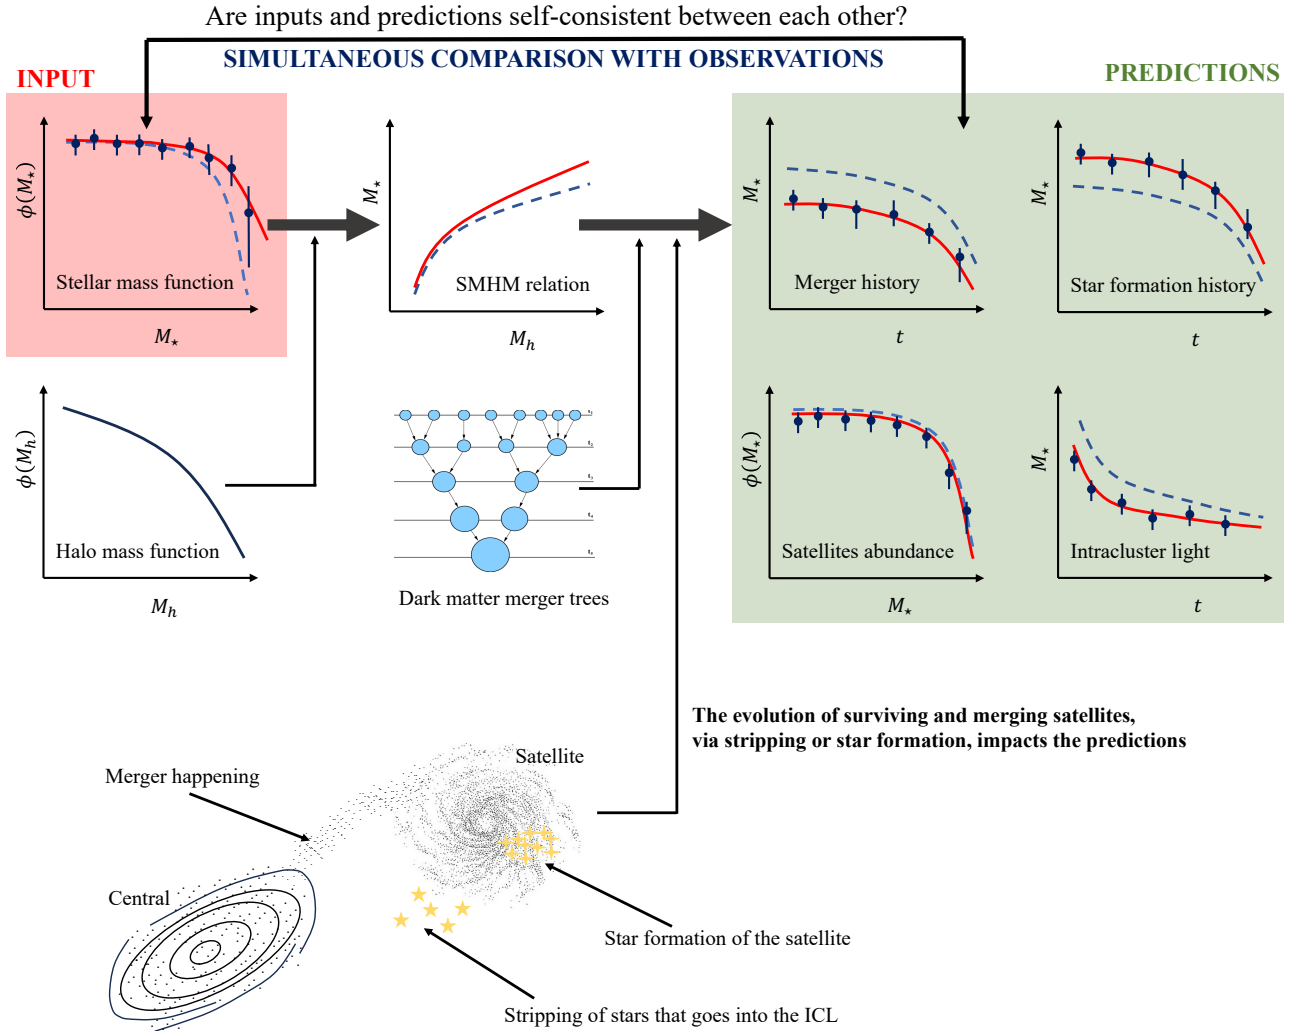 Are inputs and predictions self-consistent between each other?
SIMULTANEOUS COMPARISON WITH OBSERVATIONS
INPUT
PREDICTIONS
ϕ(M⋆)
Stellar mass function
M⋆
M⋆
SMHM relation
Mₕ
M⋆
Merger history
t
M⋆
Star formation history
t
ϕ(Mₕ)
Halo mass function
Mₕ
Dark matter merger trees
ϕ(M⋆)
Satellites abundance
M⋆
M⋆
Intracluster light
t
The evolution of surviving and merging satellites,
via stripping or star formation, impacts the predictions
Satellite
Merger happening
Central
Star formation of the satellite
Stripping of stars that goes into the ICL